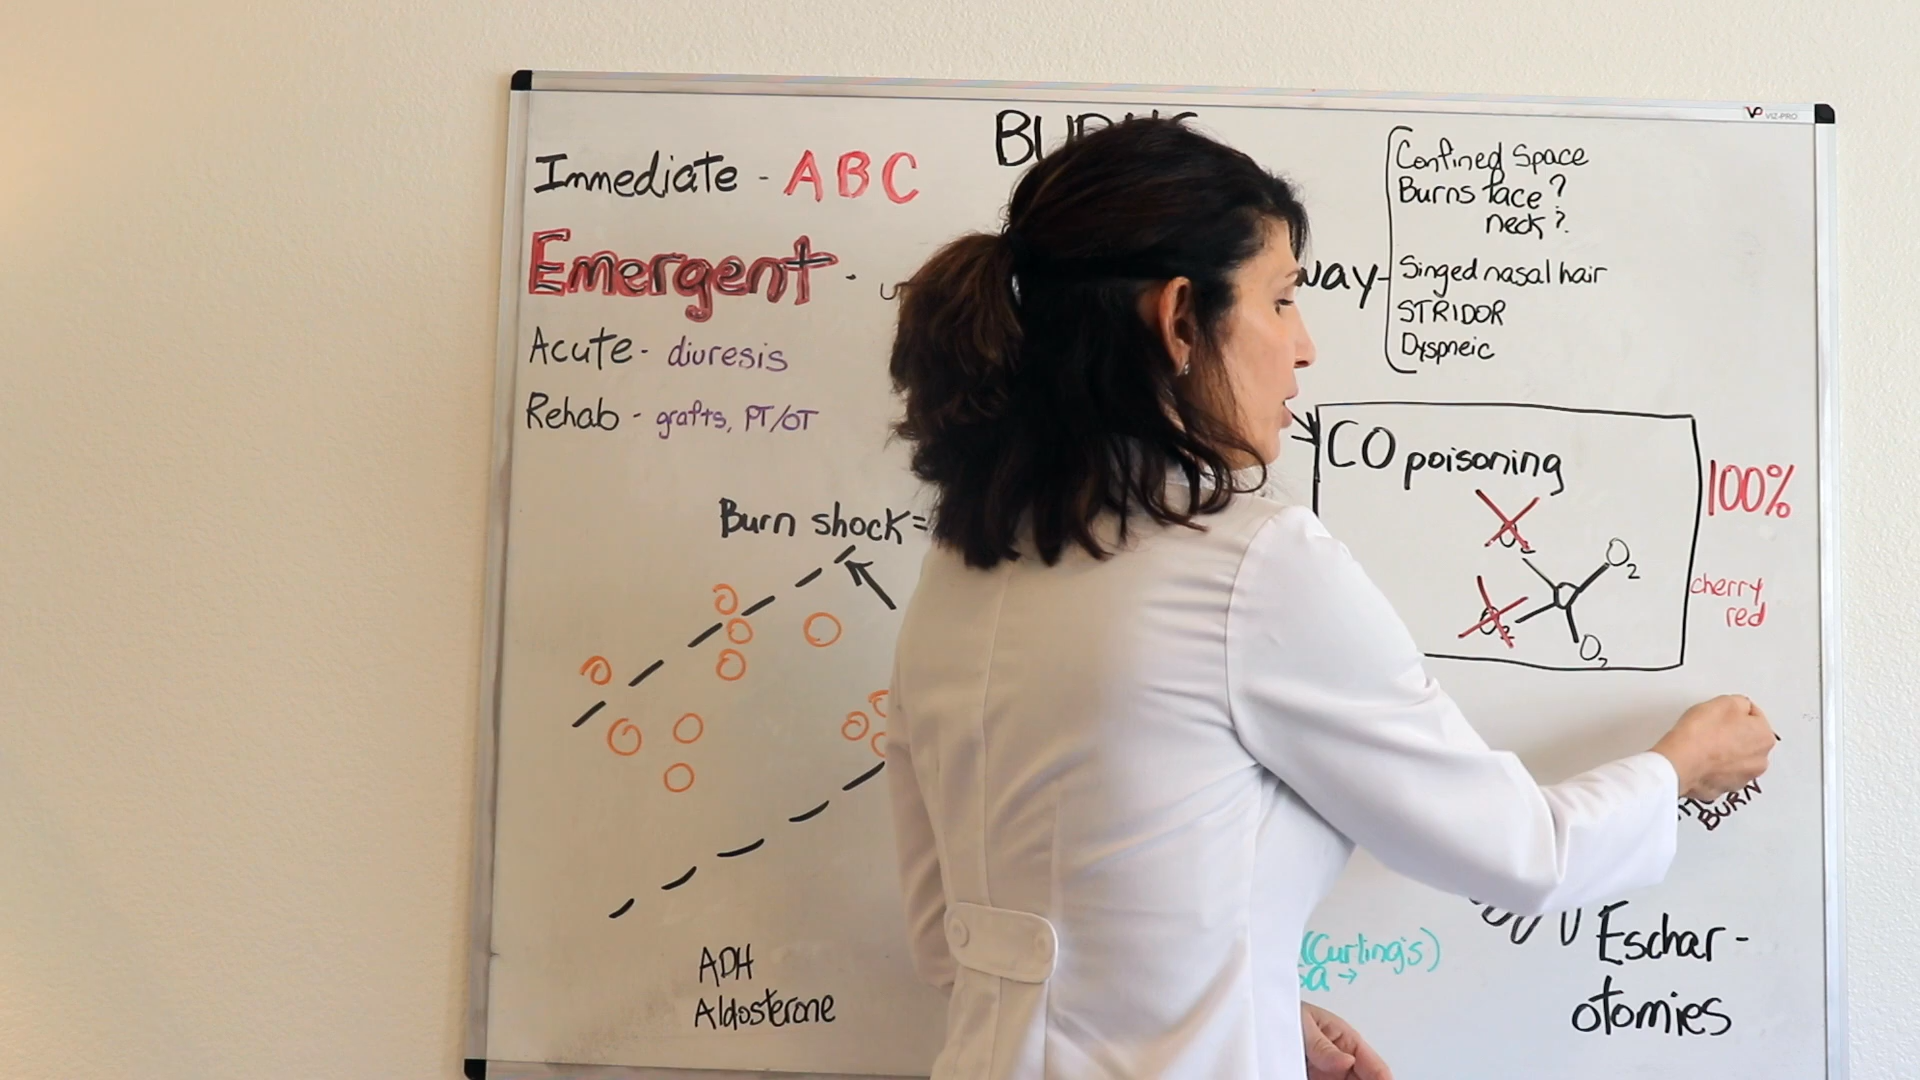 VIZ-PRO
Immediate - ABC
Emergent -
Acute - diuresis
Rehab - grafts, PT/OT
Confined Space
Burns face?
neck?
Singed nasal hair
STRIDOR
Dyspneic
CO poisoning
O₂
O₂
O₂
O₂
100%
cherry
red
Burn shock =
ADH
Aldosterone
BURN
(Curling's)
Eschar -
otomies